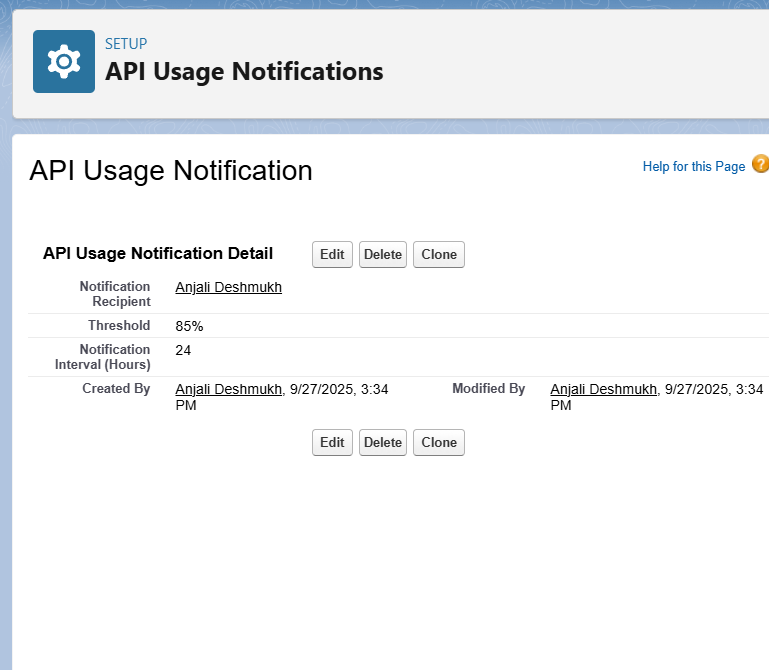 SETUP
API Usage Notifications
API Usage Notification
Help for this Page ?
API Usage Notification Detail
Edit Delete Clone
Notification
Recipient
Anjali Deshmukh
Threshold 85%
Notification
Interval (Hours)
24
Created By Anjali Deshmukh, 9/27/2025, 3:34
PM
Modified By Anjali Deshmukh, 9/27/2025, 3:34
PM
Edit Delete Clone